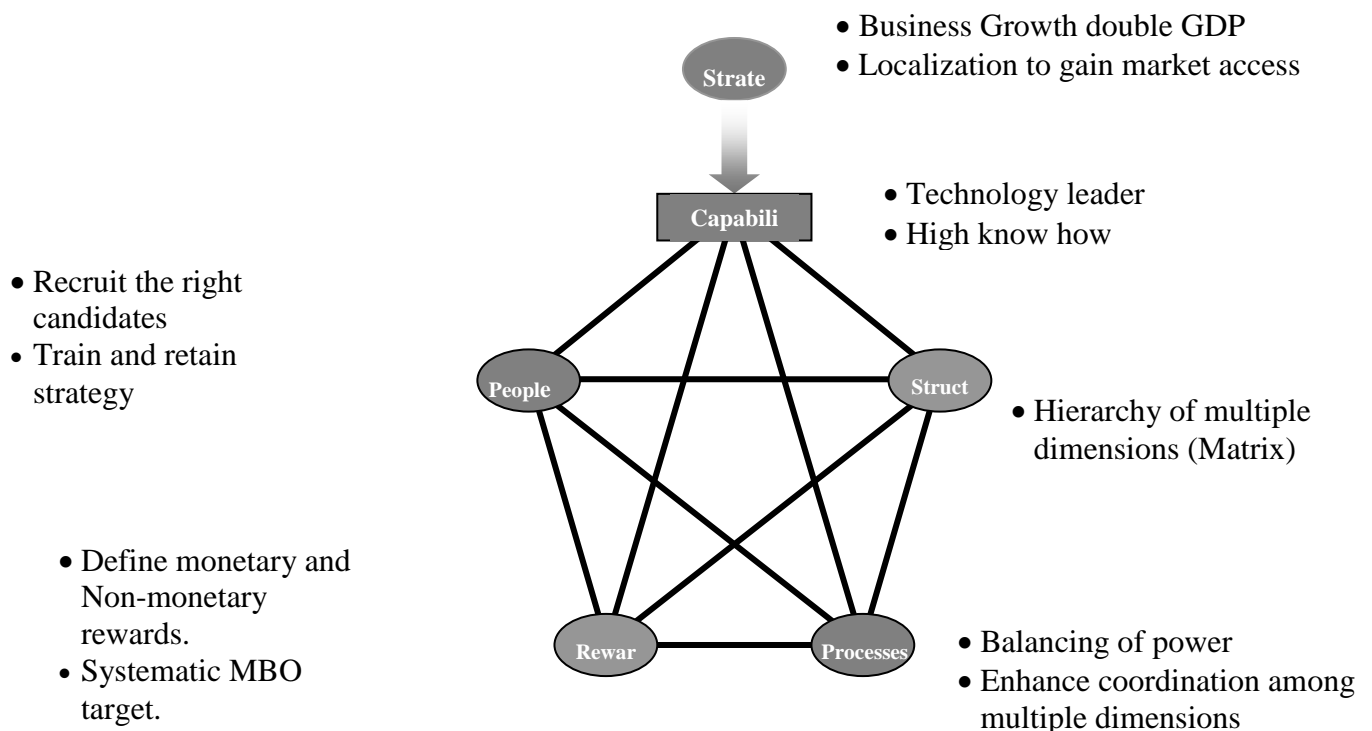 • Business Growth double GDP
• Localization to gain market access
Strate
Capabili
• Technology leader
• High know how
• Recruit the right
candidates
• Train and retain
strategy
People
Struct
• Hierarchy of multiple
dimensions (Matrix)
• Define monetary and
Non-monetary
rewards.
• Systematic MBO
target.
Rewar
Processes
• Balancing of power
• Enhance coordination among
multiple dimensions